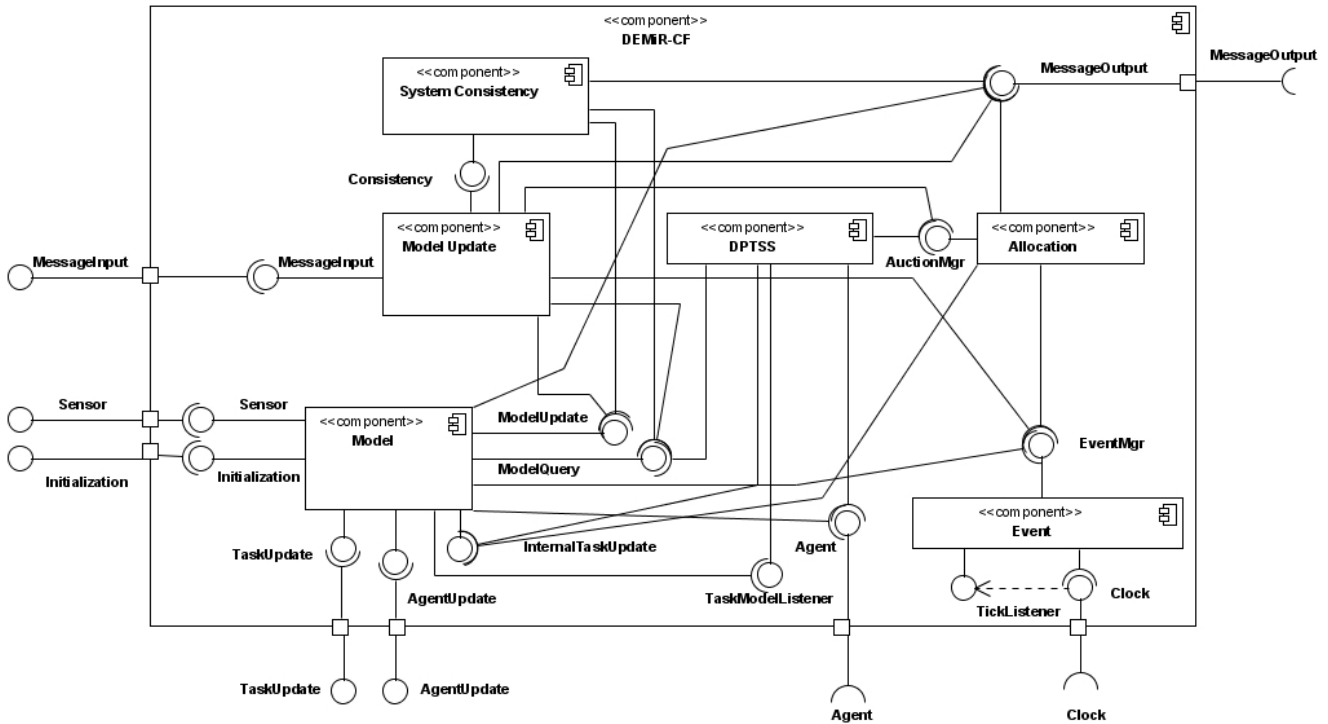 <<component>>
DEMiR-CF
<<component>>
System Consistency
MessageOutput
MessageOutput
Consistency
<<component>>
Model Update
<<component>>
DPTSS
<<component>>
Allocation
AuctionMgr
MessageInput
MessageInput
Sensor
Sensor
<<component>>
Model
ModelUpdate
ModelQuery
EventMgr
Initialization
Initialization
<<component>>
Event
TaskUpdate
InternalTaskUpdate
Agent
AgentUpdate
TaskModelListener
TickListener
Clock
TaskUpdate
AgentUpdate
Agent
Clock